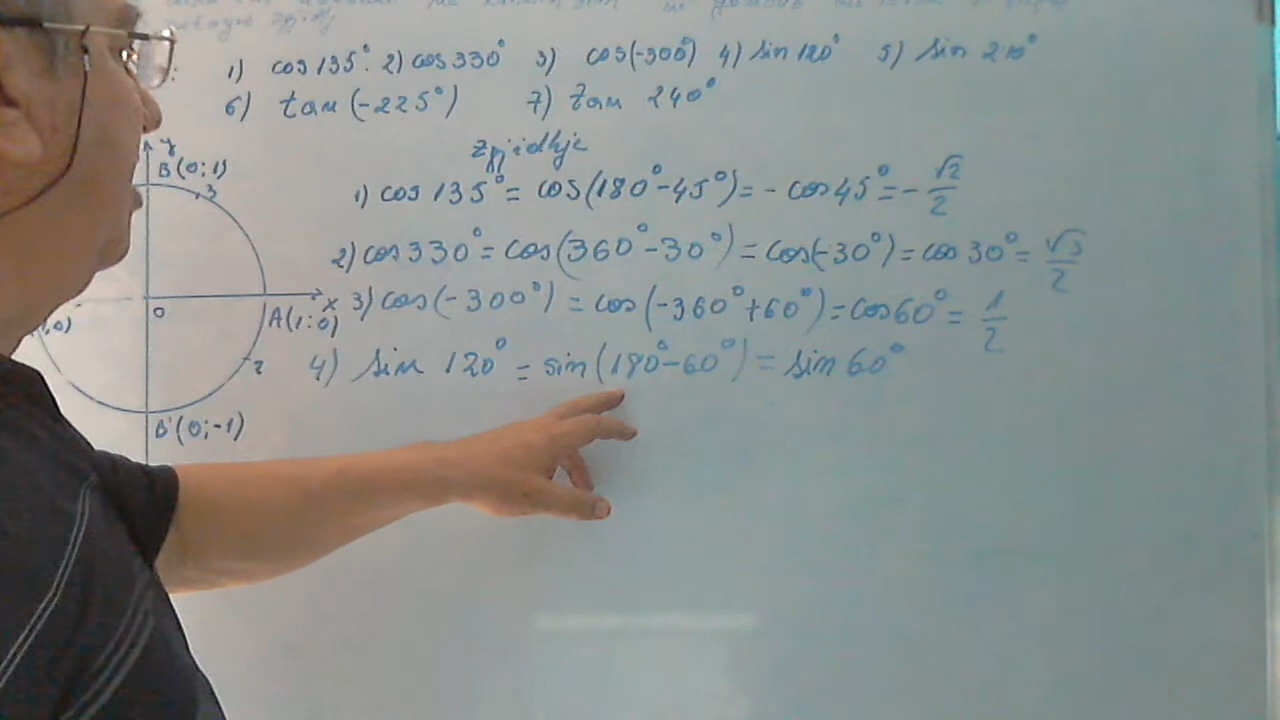 1) cos 135° 2) cos 330° 3) cos(-300°) 4) sin 120° 5) sin 210°
6) tan (-225°) 7) tan 240°
zgjidhje
y
B(0;1)
1) cos 135° = cos(180°-45°) = - cos 45° = - √2/2
2) cos 330° = cos(360°-30°) = cos(-30°) = cos 30° = √3/2
x 3) cos(-300°) = cos(-360°+60°) = cos 60° = 1/2
0
A(1;0)
4) sin 120° = sin(180°-60°) = sin 60°
B'(0;-1)